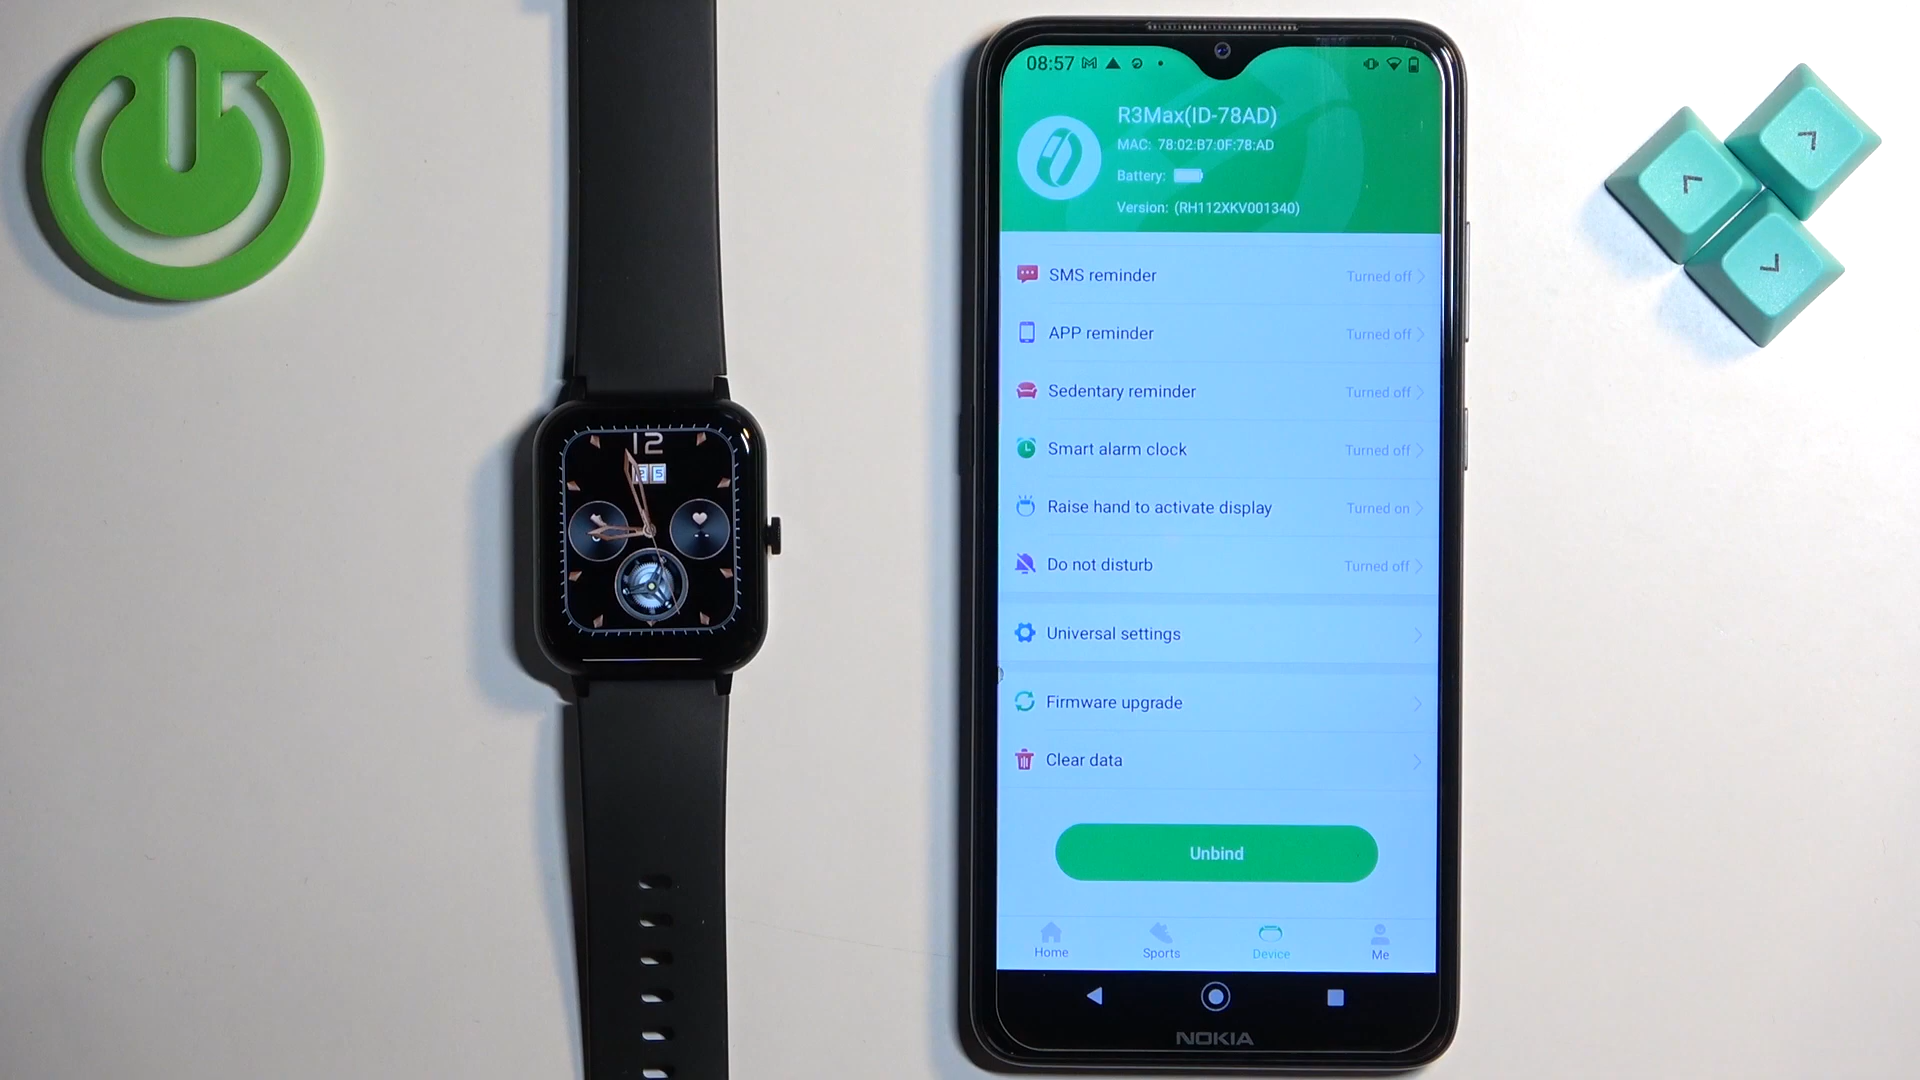 08:57
R3Max(ID-78AD)
MAC: 78:02:B7:0F:78:AD
Battery:
Version: (RH112XKV001340)
SMS reminder Turned off
APP reminder Turned off
Sedentary reminder Turned off
Smart alarm clock Turned off
Raise hand to activate display Turned on
Do not disturb Turned off
Universal settings
Firmware upgrade
Clear data
Unbind
Home Sports Device Me
NOKIA
12
5